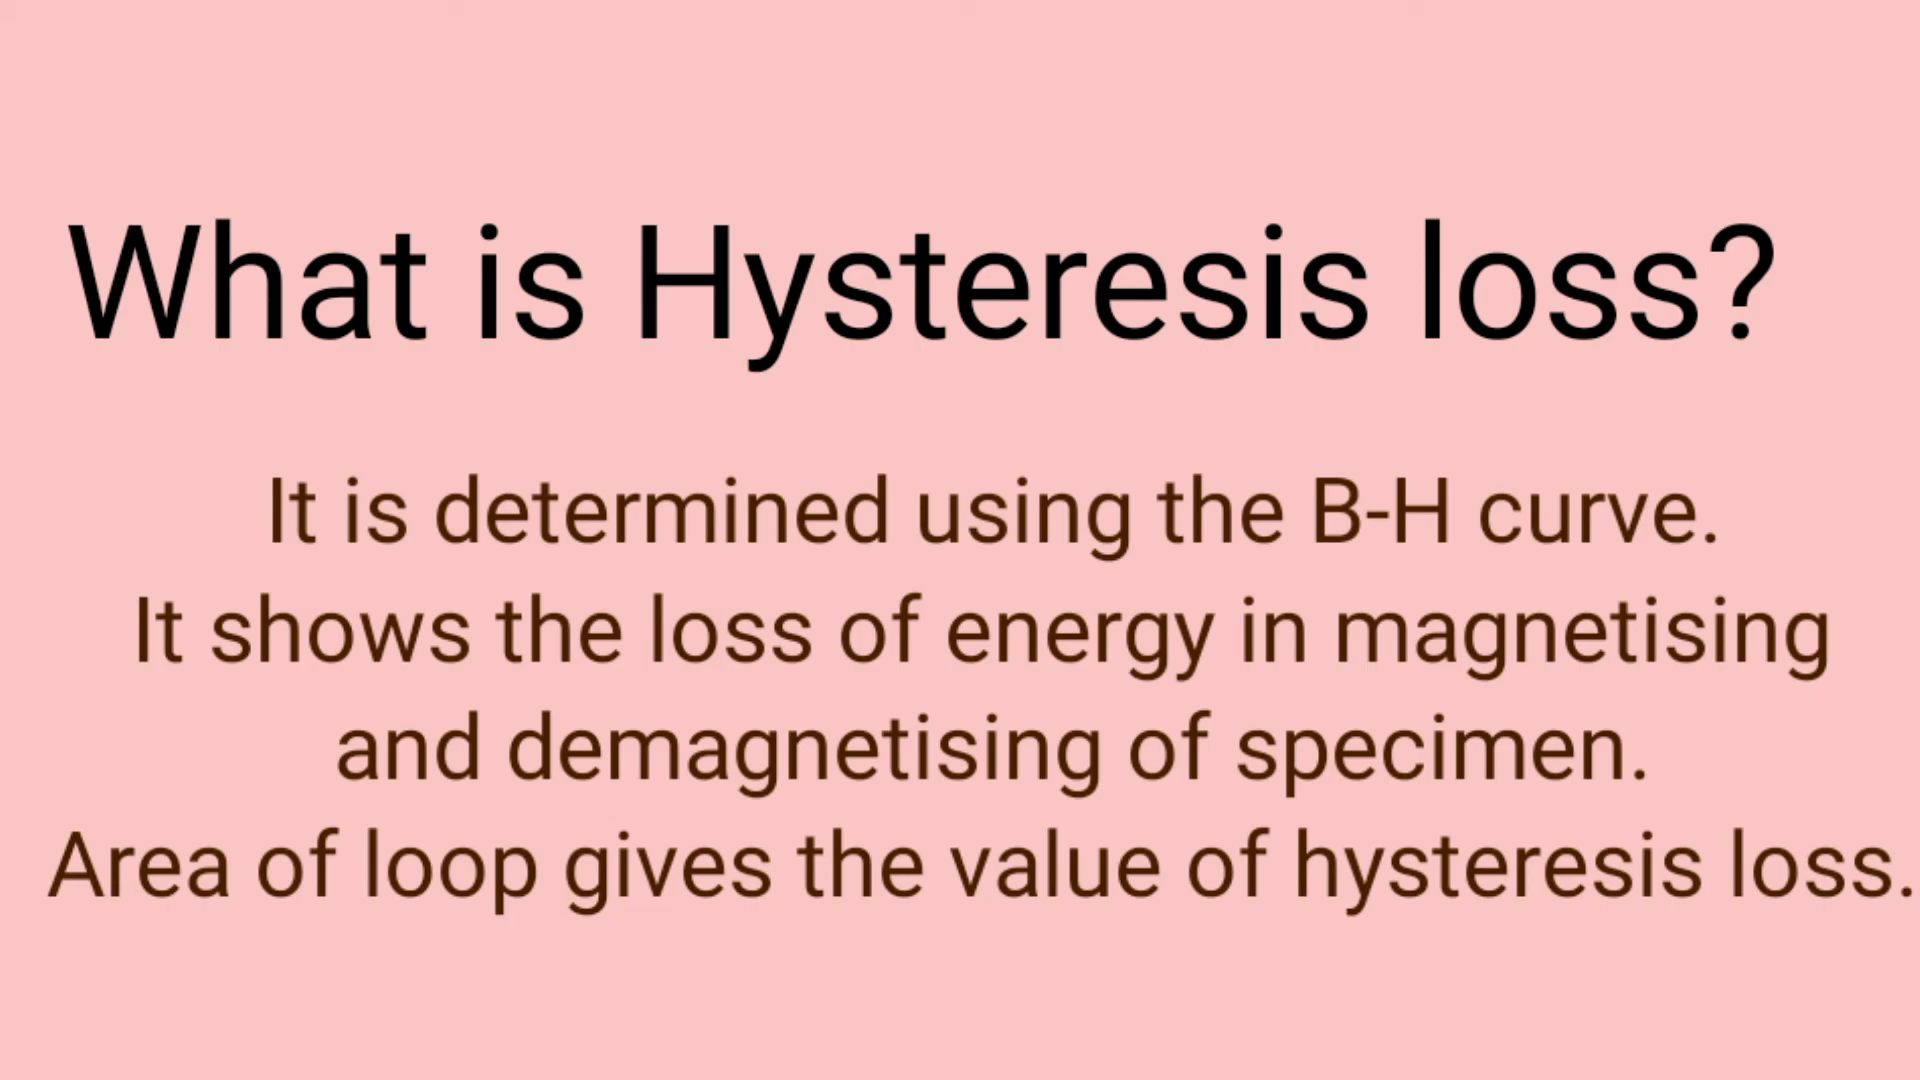 What is Hysteresis loss?
It is determined using the B-H curve.
It shows the loss of energy in magnetising
and demagnetising of specimen.
Area of loop gives the value of hysteresis loss.